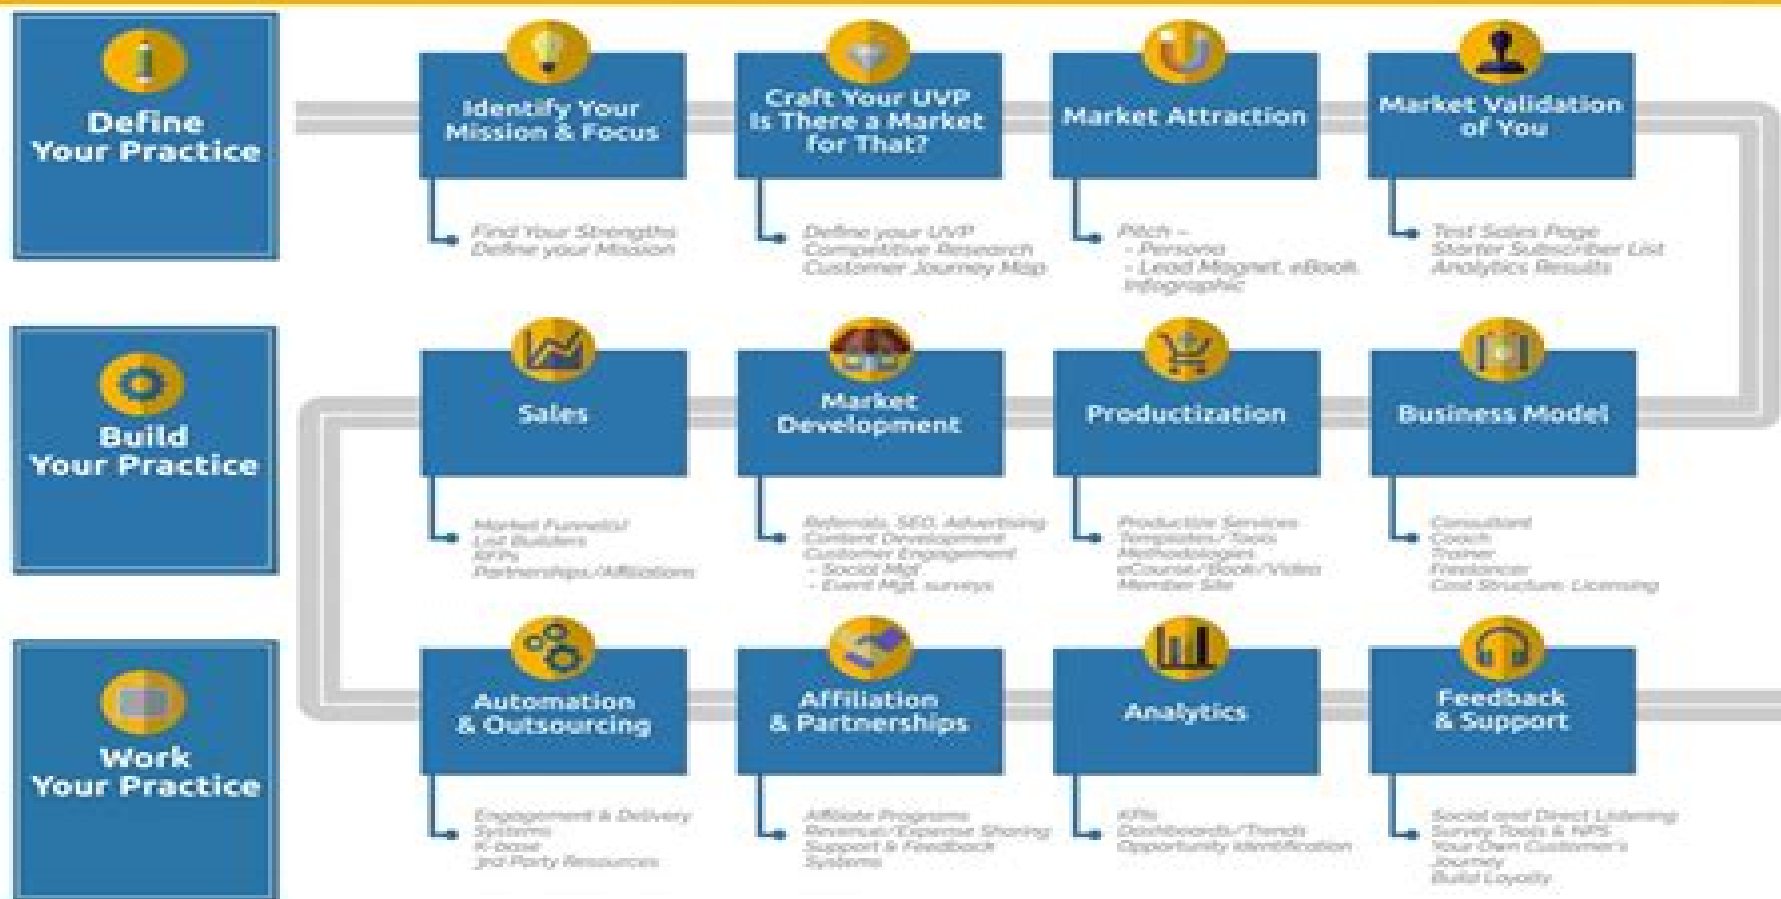 Define
Your Practice
Identify Your
Mission & Focus
Find Your Strengths
Define your Mission
Craft Your UVP
Is There a Market
for That?
Define your UVP
Competitive Research
Customer Journey Map
Market Attraction
Pitch –
- Persona
- Lead Magnet, eBook,
Infographic
Market Validation
of You
Test Sales Page
Starter Subscriber List
Analytics Results
Build
Your Practice
Sales
Market Funnels/
List Builders
RFPs
Partnerships/Affiliations
Market
Development
Referrals, SEO, Advertising
Content Development
Customer Engagement
- Social Mgt
- Event Mgt, surveys
Productization
Productize Services
Templates/Tools
Methodologies
eCourse/Book/Video
Member Site
Business Model
Consultant
Coach
Trainer
Freelancer
Cost Structure: Licensing
Work
Your Practice
Automation
& Outsourcing
Engagement & Delivery
Systems
K-base
3rd Party Resources
Affiliation
& Partnerships
Affiliate Programs
Revenue/Expense Sharing
Support & Feedback
Systems
Analytics
KPIs
Dashboards/Trends
Opportunity Identification
Feedback
& Support
Social and Direct Listening
Survey Tools & NPS
Your Own Customer's
Journey
Build Loyalty